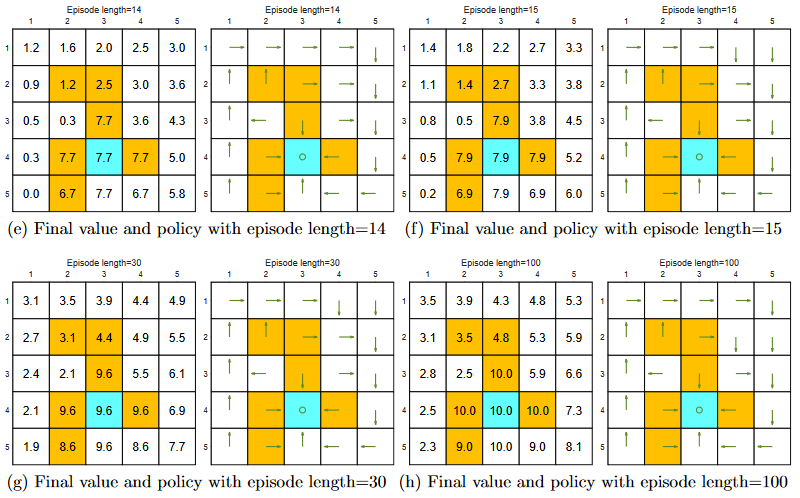 Episode length=14
1 2 3 4 5
1 1.2 1.6 2.0 2.5 3.0
2 0.9 1.2 2.5 3.0 3.6
3 0.5 0.3 7.7 3.6 4.3
4 0.3 7.7 7.7 7.7 5.0
5 0.0 6.7 7.7 6.7 5.8
Episode length=14
1 2 3 4 5
1
2
3
4
5
(e) Final value and policy with episode length=14
Episode length=15
1 2 3 4 5
1 1.4 1.8 2.2 2.7 3.3
2 1.1 1.4 2.7 3.3 3.8
3 0.8 0.5 7.9 3.8 4.5
4 0.5 7.9 7.9 7.9 5.2
5 0.2 6.9 7.9 6.9 6.0
Episode length=15
1 2 3 4 5
1
2
3
4
5
(f) Final value and policy with episode length=15
Episode length=30
1 2 3 4 5
1 3.1 3.5 3.9 4.4 4.9
2 2.7 3.1 4.4 4.9 5.5
3 2.4 2.1 9.6 5.5 6.1
4 2.1 9.6 9.6 9.6 6.9
5 1.9 8.6 9.6 8.6 7.7
Episode length=30
1 2 3 4 5
1
2
3
4
5
(g) Final value and policy with episode length=30
Episode length=100
1 2 3 4 5
1 3.5 3.9 4.3 4.8 5.3
2 3.1 3.5 4.8 5.3 5.9
3 2.8 2.5 10.0 5.9 6.6
4 2.5 10.0 10.0 10.0 7.3
5 2.3 9.0 10.0 9.0 8.1
Episode length=100
1 2 3 4 5
1
2
3
4
5
(h) Final value and policy with episode length=100